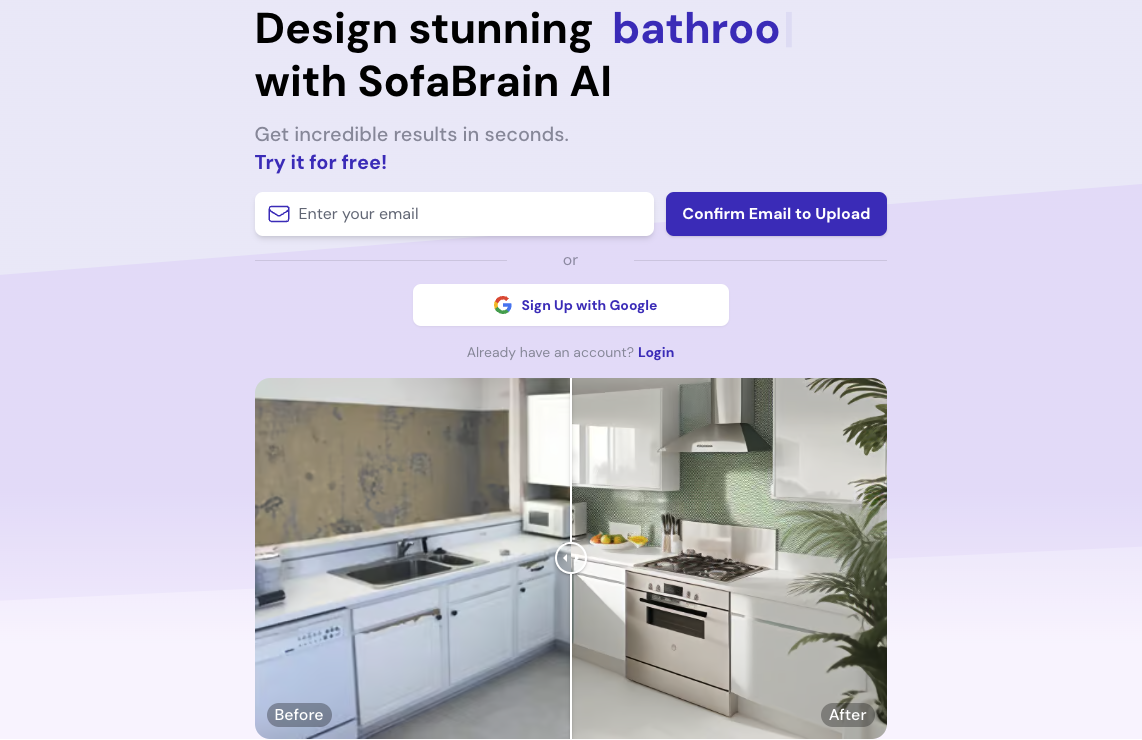 Design stunning bathroo
with SofaBrain AI
Get incredible results in seconds.
Try it for free!
Enter your email
Confirm Email to Upload
or
Sign Up with Google
Already have an account? Login
Before
After